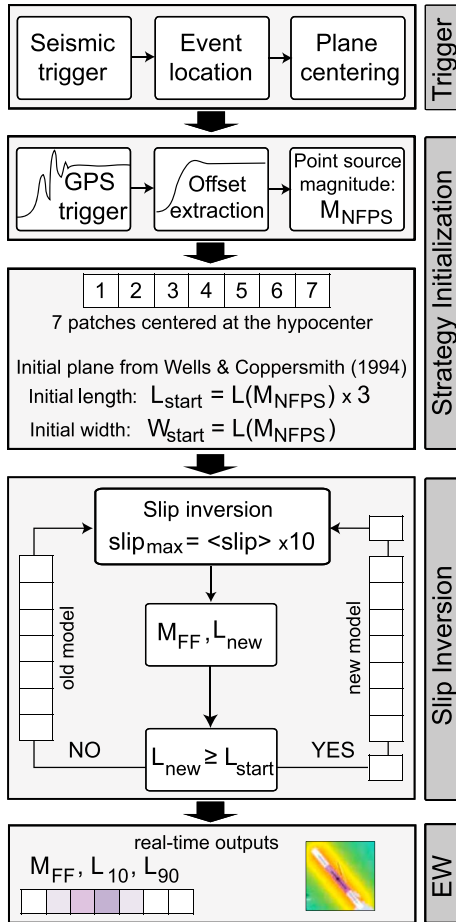 Seismic trigger
Event location
Plane centering
Trigger
GPS trigger
Offset extraction
Point source magnitude:
M_NFPS
1 2 3 4 5 6 7
7 patches centered at the hypocenter
Initial plane from Wells & Coppersmith (1994)
Initial length: L_start = L(M_NFPS) x 3
Initial width: W_start = L(M_NFPS)
Strategy Initialization
Slip inversion
slip_max = <slip> x10
old model
new model
M_FF, L_new
NO
L_new ≥ L_start
YES
Slip Inversion
real-time outputs
M_FF, L_10, L_90
EW